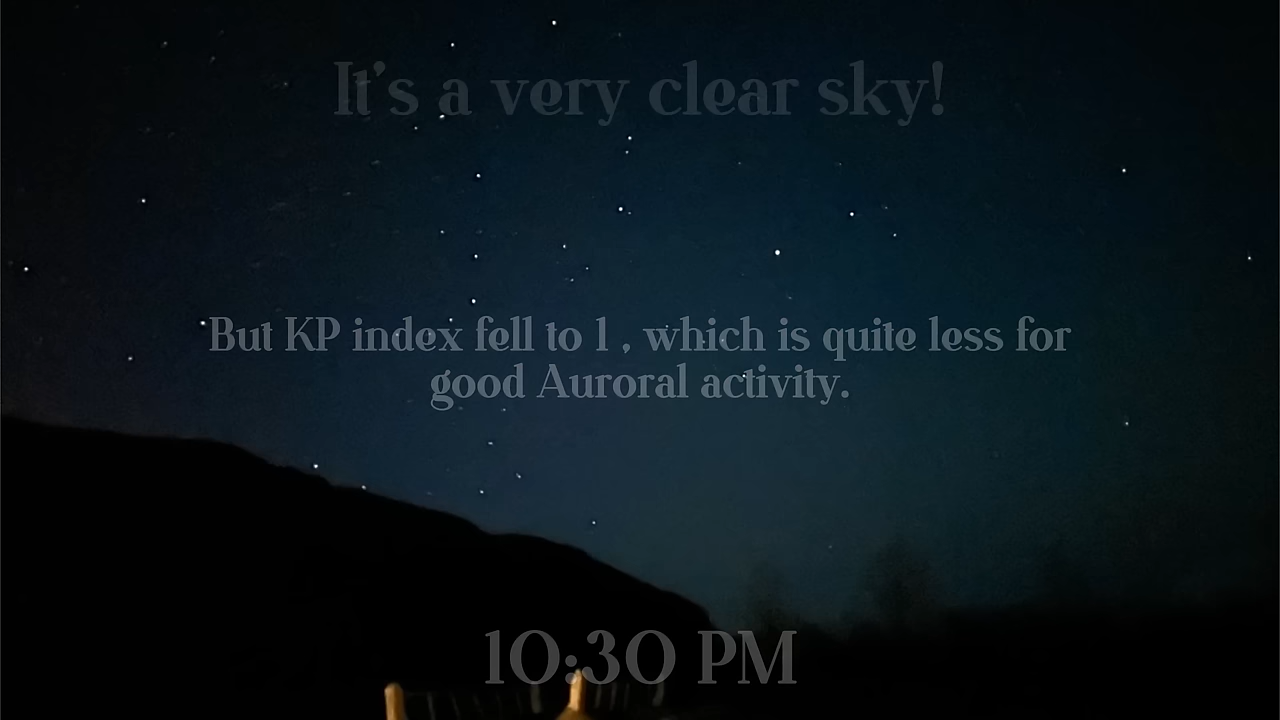 It's a very clear sky!
But KP index fell to 1 , which is quite less for
good Auroral activity.
10:30 PM